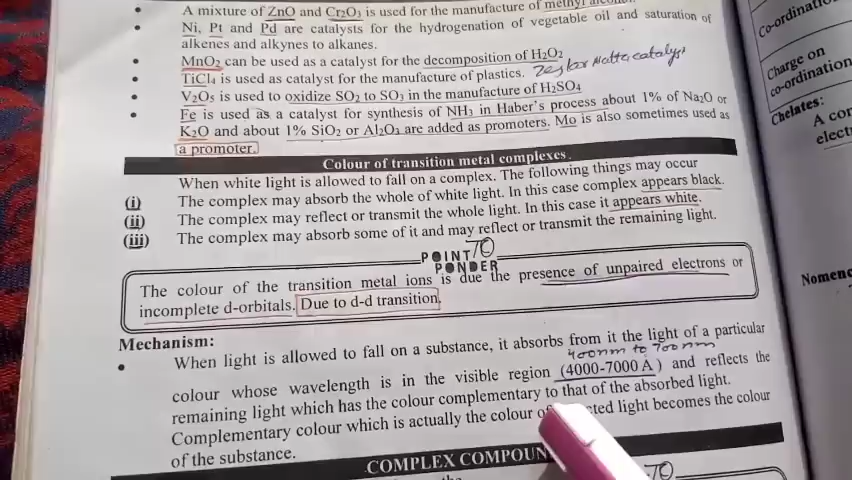 A mixture of ZnO and Cr2O3 is used for the manufacture of methyl
• Ni, Pt and Pd are catalysts for the hydrogenation of vegetable oil and saturation of
alkenes and alkynes to alkanes.
• MnO2 can be used as a catalyst for the decomposition of H2O2
• TiCl4 is used as catalyst for the manufacture of plastics.
• V2O5 is used to oxidize SO2 to SO3 in the manufacture of H2SO4
• Fe is used as a catalyst for synthesis of NH3 in Haber's process about 1% of Na2O or
K2O and about 1% SiO2 or Al2O3 are added as promoters. Mo is also sometimes used as
a promoter.
Colour of transition metal complexes.
When white light is allowed to fall on a complex. The following things may occur
(i) The complex may absorb the whole of white light. In this case complex appears black.
(ii) The complex may reflect or transmit the whole light. In this case it appears white.
(iii) The complex may absorb some of it and may reflect or transmit the remaining light.
POINT TO
PONDER
The colour of the transition metal ions is due the presence of unpaired electrons or
incomplete d-orbitals. Due to d-d transition.
Mechanism:
• When light is allowed to fall on a substance, it absorbs from it the light of a particular
400nm to 700nm
colour whose wavelength is in the visible region (4000-7000 Å) and reflects the
remaining light which has the colour complementary to that of the absorbed light.
Complementary colour which is actually the colour light becomes the colour
of the substance.
COMPLEX
TO
Co-ordination
Charge on
co-ordination
Chelates:
A